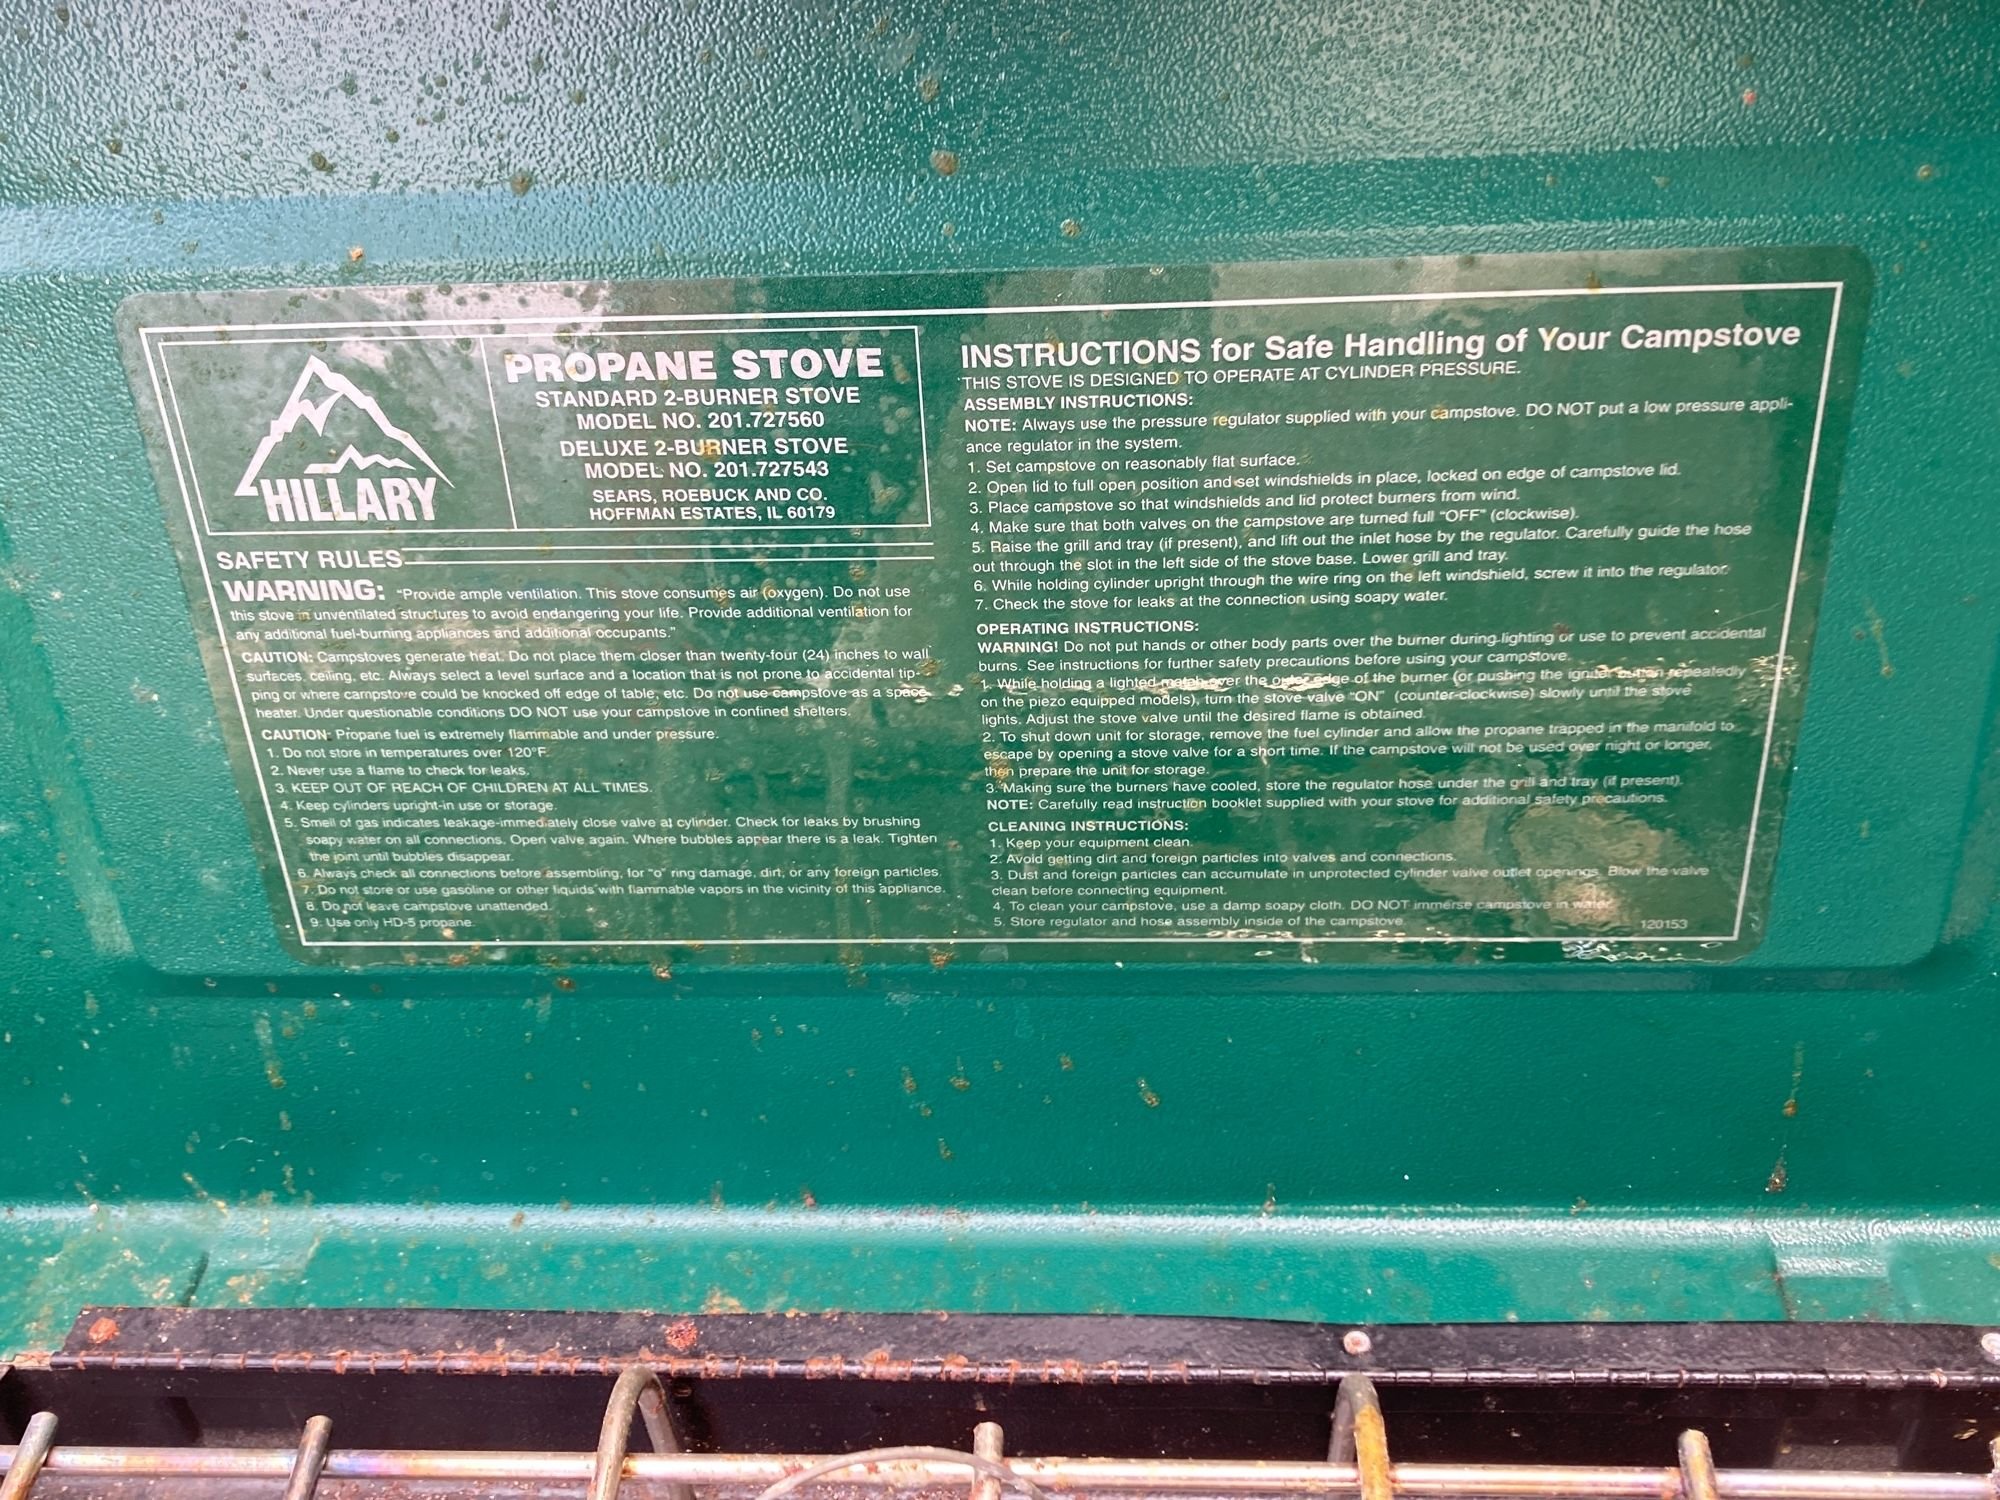 HILLARY
PROPANE STOVE
STANDARD 2-BURNER STOVE
MODEL NO. 201.727560
DELUXE 2-BURNER STOVE
MODEL NO. 201.727543
SEARS, ROEBUCK AND CO.
HOFFMAN ESTATES, IL 60179
SAFETY RULES
WARNING: "Provide ample ventilation. This stove consumes air (oxygen). Do not use
this stove in unventilated structures to avoid endangering your life. Provide additional ventilation for
any additional fuel-burning appliances and additional occupants."
CAUTION: Campstoves generate heat. Do not place them closer than twenty-four (24) inches to wall
surfaces, ceiling, etc. Always select a level surface and a location that is not prone to accidental tip-
ping or where campstove could be knocked off edge of table, etc. Do not use campstove as a space
heater. Under questionable conditions DO NOT use your campstove in confined shelters.
CAUTION: Propane fuel is extremely flammable and under pressure.
1. Do not store in temperatures over 120°F.
2. Never use a flame to check for leaks.
3. KEEP OUT OF REACH OF CHILDREN AT ALL TIMES.
4. Keep cylinders upright-in use or storage.
5. Smell of gas indicates leakage-immediately close valve at cylinder. Check for leaks by brushing
soapy water on all connections. Open valve again. Where bubbles appear there is a leak. Tighten
the joint until bubbles disappear.
6. Always check all connections before assembling, for "o" ring damage, dirt, or any foreign particles.
7. Do not store or use gasoline or other liquids with flammable vapors in the vicinity of this appliance.
8. Do not leave campstove unattended.
9. Use only HD-5 propane.
INSTRUCTIONS for Safe Handling of Your Campstove
THIS STOVE IS DESIGNED TO OPERATE AT CYLINDER PRESSURE.
ASSEMBLY INSTRUCTIONS:
NOTE: Always use the pressure regulator supplied with your campstove. DO NOT put a low pressure appli-
ance regulator in the system.
1. Set campstove on reasonably flat surface.
2. Open lid to full open position and set windshields in place, locked on edge of campstove lid.
3. Place campstove so that windshields and lid protect burners from wind.
4. Make sure that both valves on the campstove are turned full "OFF" (clockwise).
5. Raise the grill and tray (if present), and lift out the inlet hose by the regulator. Carefully guide the hose
out through the slot in the left side of the stove base. Lower grill and tray.
6. While holding cylinder upright through the wire ring on the left windshield, screw it into the regulator.
7. Check the stove for leaks at the connection using soapy water.
OPERATING INSTRUCTIONS:
WARNING! Do not put hands or other body parts over the burner during lighting or use to prevent accidental
burns. See instructions for further safety precautions before using your campstove.
1. While holding a lighted match over the outer edge of the burner (or pushing the igniter button repeatedly
on the piezo equipped models), turn the stove valve "ON" (counter-clockwise) slowly until the stove
lights. Adjust the stove valve until the desired flame is obtained.
2. To shut down unit for storage, remove the fuel cylinder and allow the propane trapped in the manifold to
escape by opening a stove valve for a short time. If the campstove will not be used over night or longer,
then prepare the unit for storage.
3. Making sure the burners have cooled, store the regulator hose under the grill and tray (if present).
NOTE: Carefully read instruction booklet supplied with your stove for additional safety precautions.
CLEANING INSTRUCTIONS:
1. Keep your equipment clean.
2. Avoid getting dirt and foreign particles into valves and connections.
3. Dust and foreign particles can accumulate in unprotected cylinder valve outlet openings. Blow the valve
clean before connecting equipment.
4. To clean your campstove, use a damp soapy cloth. DO NOT immerse campstove in water.
5. Store regulator and hose assembly inside of the campstove.
120153